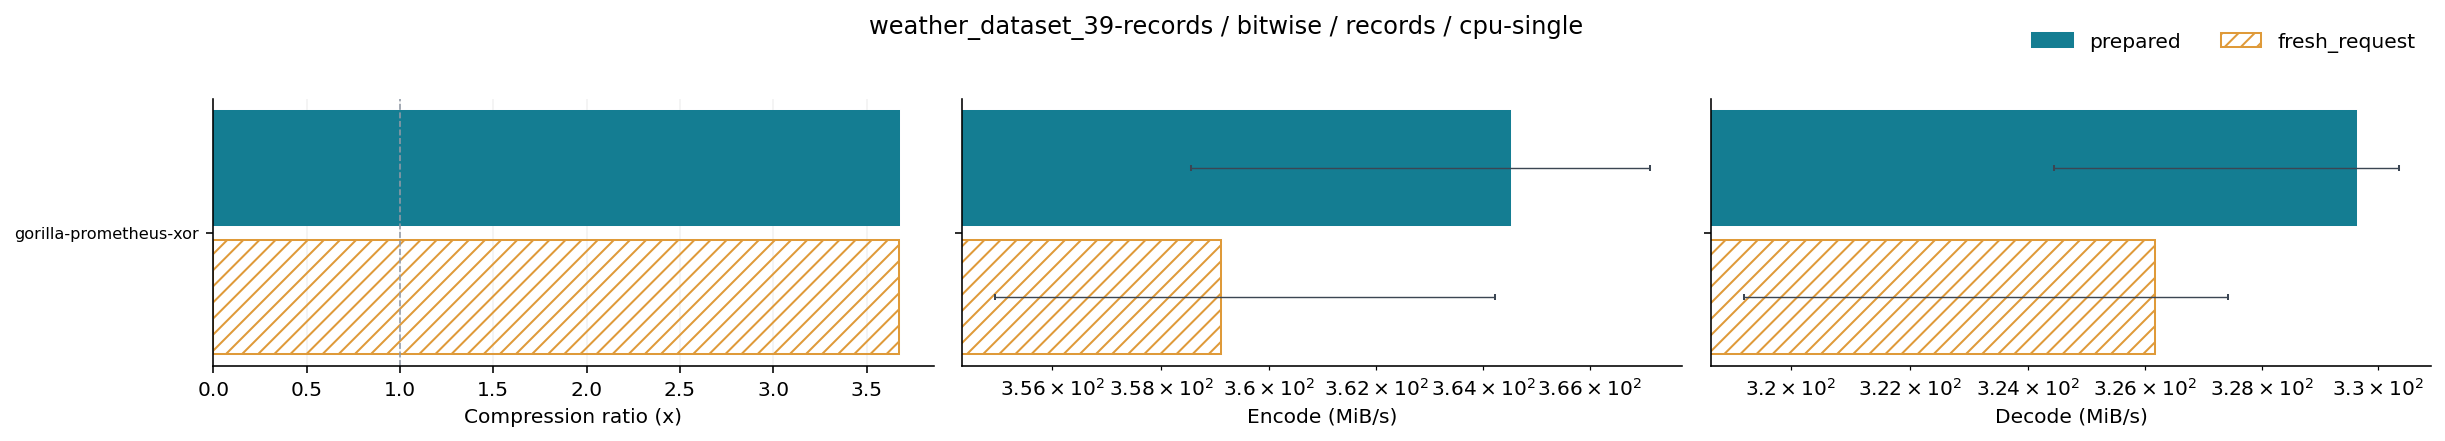 weather_dataset_39-records / bitwise / records / cpu-single
prepared
fresh_request
gorilla-prometheus-xor
0.0 0.5 1.0 1.5 2.0 2.5 3.0 3.5
Compression ratio (x)
3.56 × 10² 3.58 × 10² 3.6 × 10² 3.62 × 10² 3.64 × 10² 3.66 × 10²
Encode (MiB/s)
3.2 × 10² 3.22 × 10² 3.24 × 10² 3.26 × 10² 3.28 × 10² 3.3 × 10²
Decode (MiB/s)